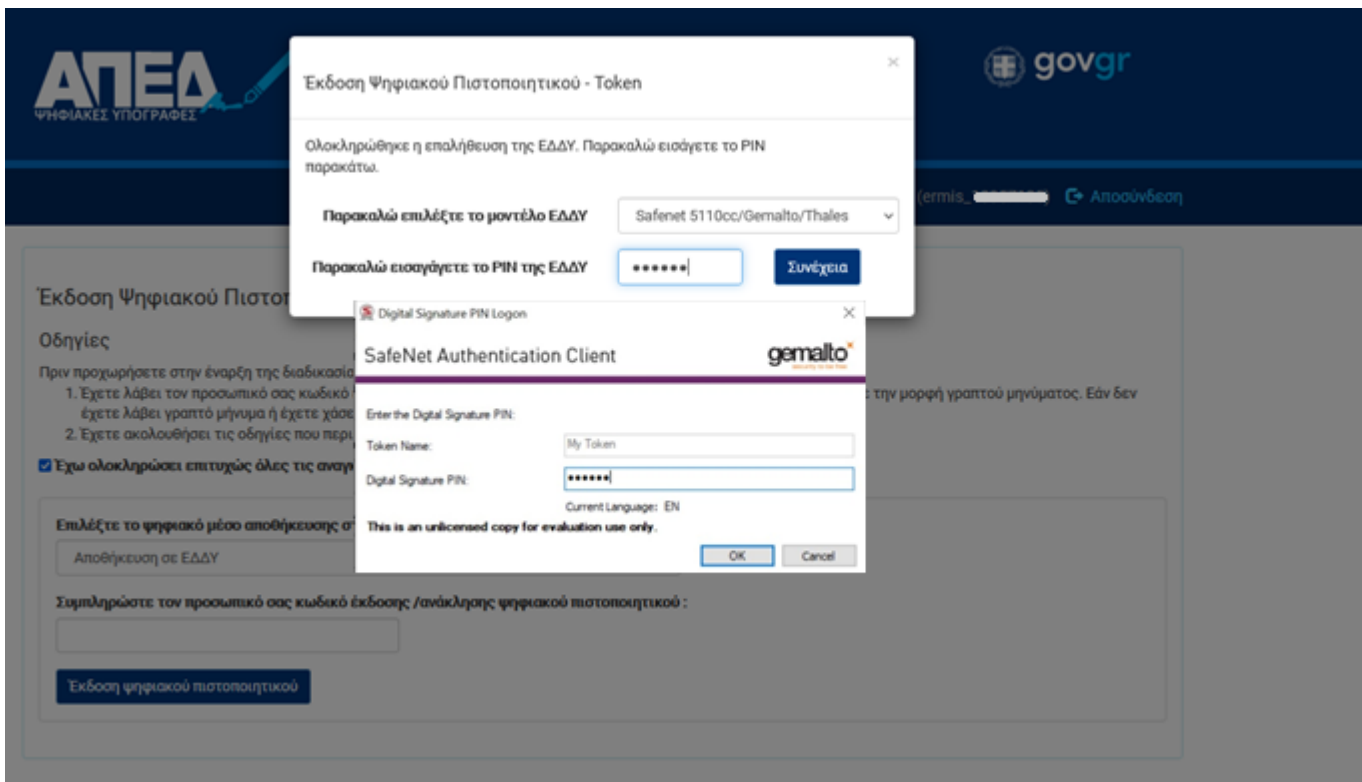 ΑΠΕΔ
ΨΗΦΙΑΚΕΣ ΥΠΟΓΡΑΦΕΣ
govgr
Έκδοση Ψηφιακού Πιστοποιητικού - Token
×
Ολοκληρώθηκε η επαλήθευση της ΕΔΔΥ. Παρακαλώ εισάγετε το PIN
παρακάτω.
Παρακαλώ επιλέξτε το μοντέλο ΕΔΔΥ
Safenet 5110cc/Gemalto/Thales
Παρακαλώ εισαγάγετε το PIN της ΕΔΔΥ
••••••
Συνέχεια
(ermis_
Αποσύνδεση
Έκδοση Ψηφιακού Πιστοπ
Οδηγίες
Πριν προχωρήσετε στην έναρξη της διαδικασία
1. Έχετε λάβει τον προσωπικό σας κωδικό
την μορφή γραπτού μηνύματος. Εάν δεν
έχετε λάβει γραπτό μήνυμα ή έχετε χάσε
2. Έχετε ακολουθήσει τις οδηγίες που περι
Έχω ολοκληρώσει επιτυχώς όλες τις αναγ
Επιλέξτε το ψηφιακό μέσο αποθήκευσης
Αποθήκευση σε ΕΔΔΥ
Συμπληρώστε τον προσωπικό σας κωδικό έκδοσης /ανάκλησης ψηφιακού πιστοποιητικού :
Έκδοση ψηφιακού πιστοποιητικού
Digital Signature PIN Logon
SafeNet Authentication Client
gemalto
security to be free
Enter the Digital Signature PIN:
Token Name:
My Token
Digital Signature PIN:
••••••
Current Language: EN
This is an unlicensed copy for evaluation use only.
OK
Cancel